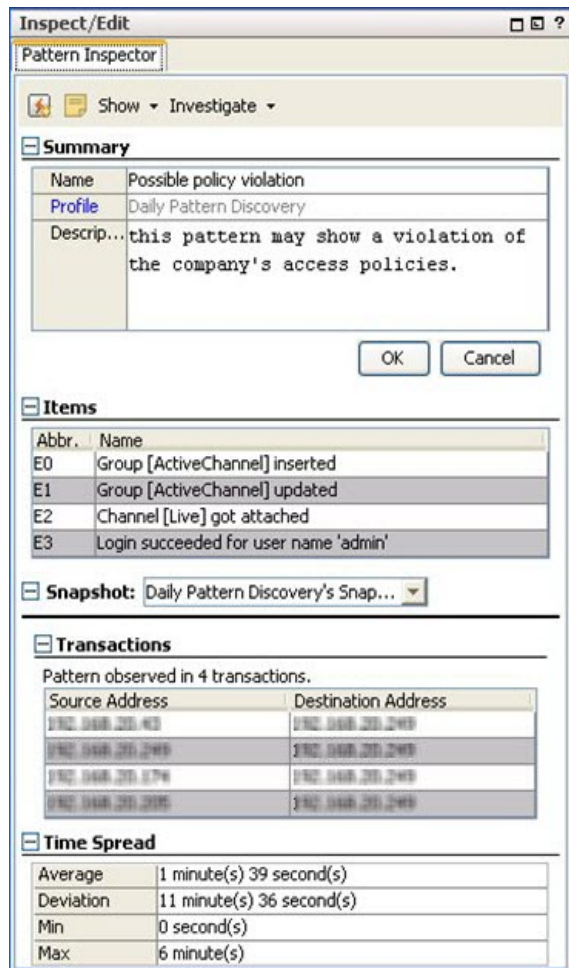 Inspect/Edit ?
Pattern Inspector
Show Investigate
Summary
Name Possible policy violation
Profile Daily Pattern Discovery
Descrip... this pattern may show a violation of
the company's access policies.
OK Cancel
Items
Abbr. Name
E0 Group [ActiveChannel] inserted
E1 Group [ActiveChannel] updated
E2 Channel [Live] got attached
E3 Login succeeded for user name 'admin'
Snapshot: Daily Pattern Discovery's Snap...
Transactions
Pattern observed in 4 transactions.
Source Address Destination Address
Time Spread
Average 1 minute(s) 39 second(s)
Deviation 11 minute(s) 36 second(s)
Min 0 second(s)
Max 6 minute(s)